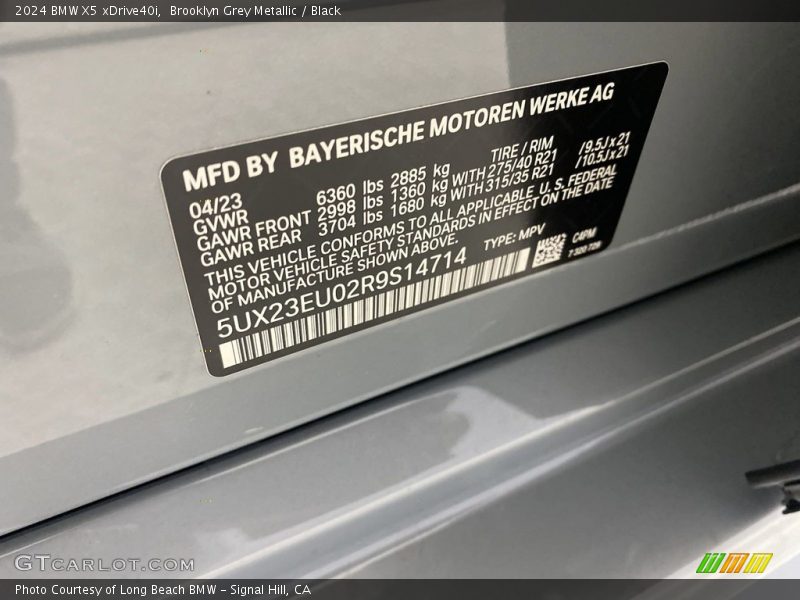 2024 BMW X5 xDrive40i,  Brooklyn Grey Metallic / Black
MFD BY BAYERISCHE MOTOREN WERKE AG
04/23 TIRE / RIM
GVWR 6360 lbs 2885 kg
GAWR FRONT 2998 lbs 1360 kg WITH 275/40 R21 /9.5J x 21
GAWR REAR 3704 lbs 1680 kg WITH 315/35 R21 /10.5J x 21
THIS VEHICLE CONFORMS TO ALL APPLICABLE U. S. FEDERAL
MOTOR VEHICLE SAFETY STANDARDS IN EFFECT ON THE DATE
OF MANUFACTURE SHOWN ABOVE. TYPE: MPV
5UX23EU02R9S14714 C4PM
7 320 728
GTCARLOT.COM
Photo Courtesy of Long Beach BMW – Signal Hill, CA